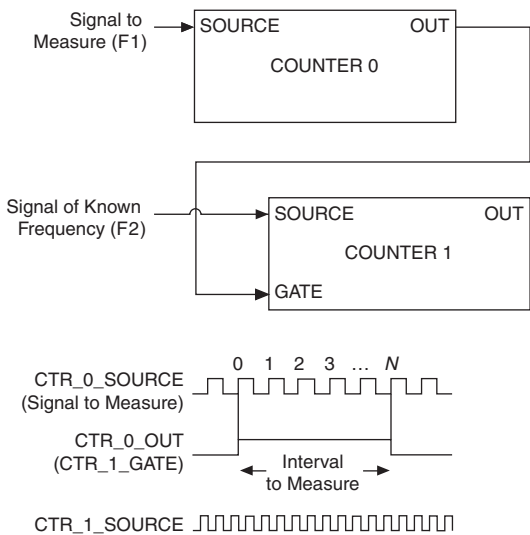 Signal to
Measure (F1)
SOURCE OUT
COUNTER 0
Signal of Known
Frequency (F2)
SOURCE OUT
COUNTER 1
GATE
0 1 2 3 … N
CTR_0_SOURCE
(Signal to Measure)
CTR_0_OUT
(CTR_1_GATE)
Interval
to Measure
CTR_1_SOURCE